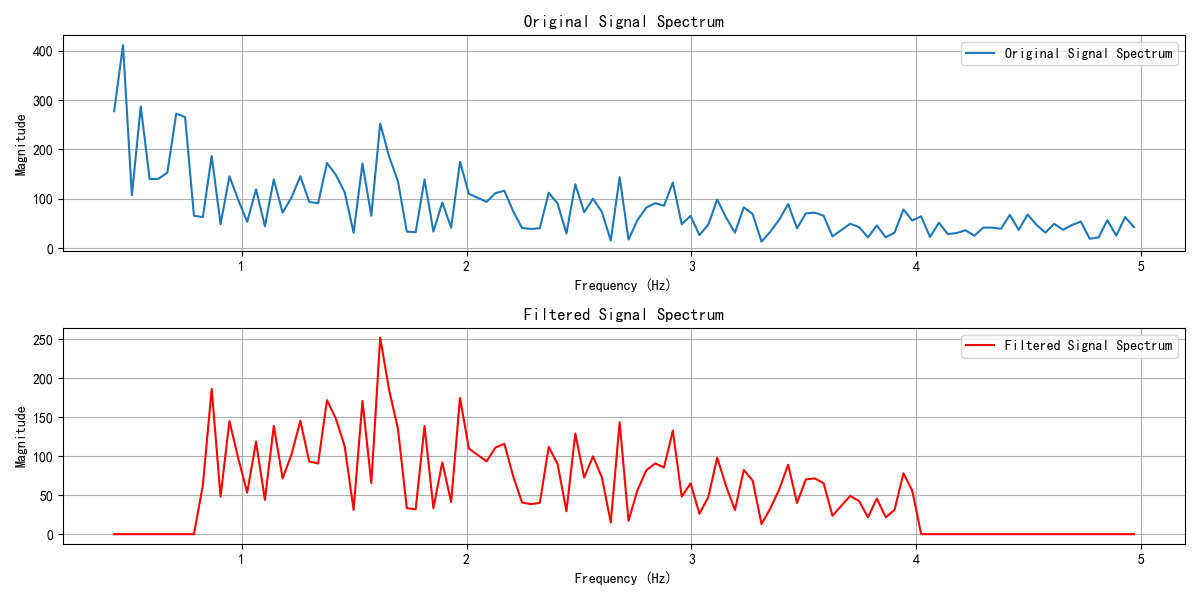 Original Signal Spectrum
400
300
200
100
0
Magnitude
Original Signal Spectrum
1
2
3
4
5
Frequency (Hz)
Filtered Signal Spectrum
250
200
150
100
50
0
Magnitude
Filtered Signal Spectrum
1
2
3
4
5
Frequency (Hz)